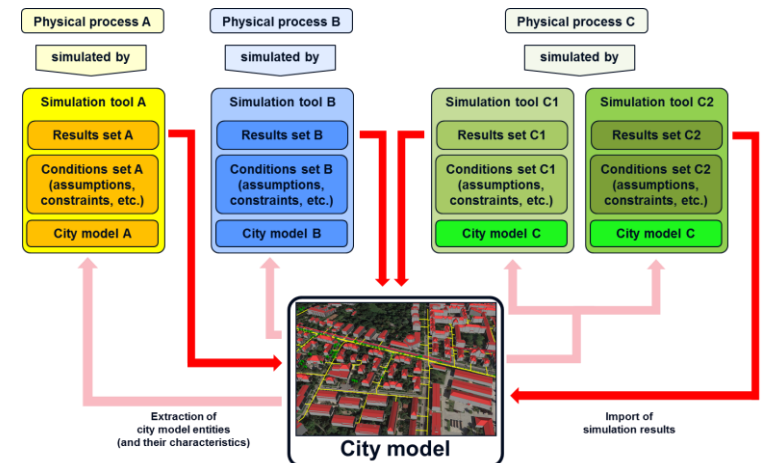 Physical process A
Physical process B
Physical process C
simulated by
simulated by
simulated by
Simulation tool A
Results set A
Conditions set A
(assumptions,
constraints, etc.)
City model A
Simulation tool B
Results set B
Conditions set B
(assumptions,
constraints, etc.)
City model B
Simulation tool C1
Results set C1
Conditions set C1
(assumptions,
constraints, etc.)
City model C
Simulation tool C2
Results set C2
Conditions set C2
(assumptions,
constraints, etc.)
City model C
Extraction of
city model entities
(and their characteristics)
City model
Import of
simulation results